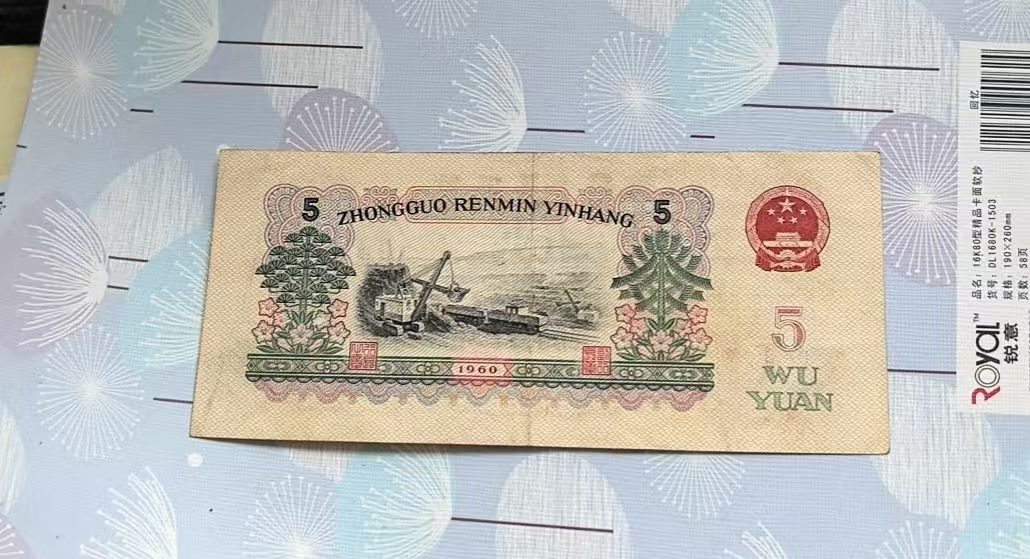 5 ZHONGGUO RENMIN YINHANG 5
1960
5
WU
YUAN
回忆
品名：16K80型精品卡面软抄
货号：DL1680K-1503
规格：190×260mm
页数：58页
ROYAL™
锐意